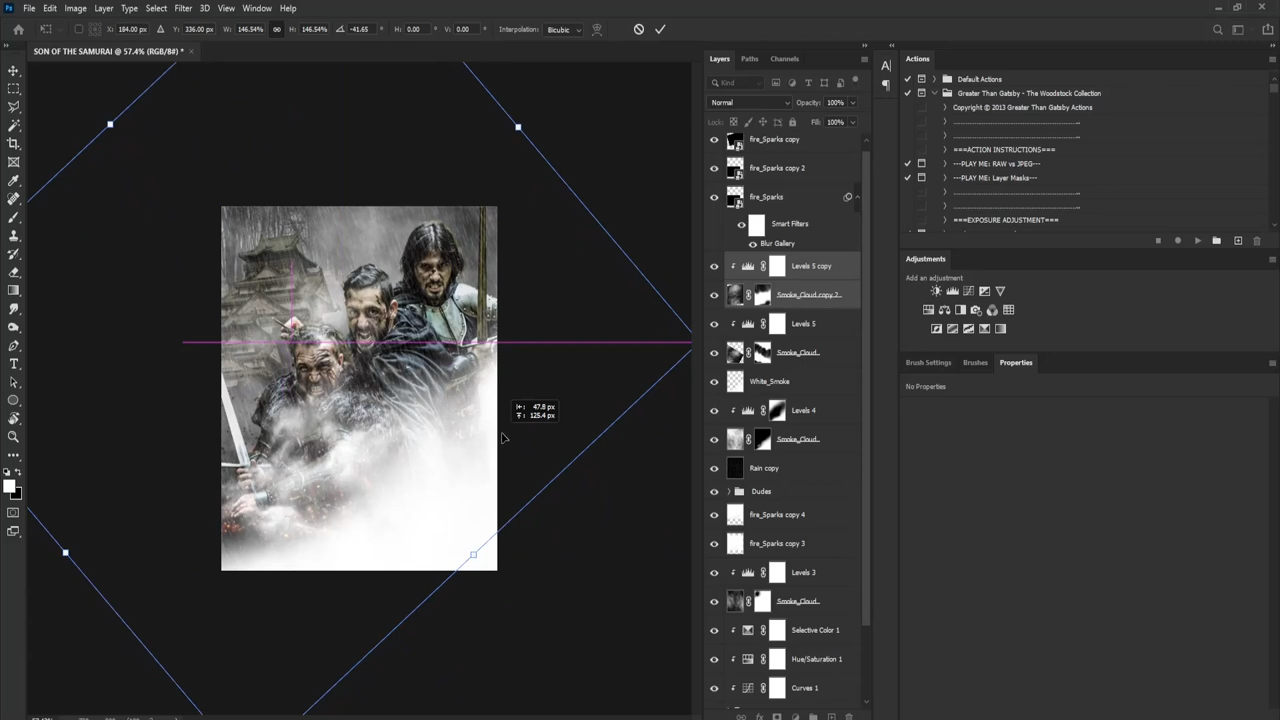 Ps File Edit Image Layer Type Select Filter 3D View Window Help
X: 184.00 px Y: 336.00 px W: 146.54% H: 146.54% -41.65 H: 0.00 V: 0.00 Interpolation: Bicubic
SON OF THE SAMURAI @ 57.4% (RGB/8#) * ×
47.8 px
125.4 px
Layers Paths Channels
Kind
Normal Opacity: 100%
Lock: Fill: 100%
fire_Sparks copy
fire_Sparks copy 2
fire_Sparks
Smart Filters
Blur Gallery
Levels 5 copy
Smoke_Cloud copy 2
Levels 5
Smoke_Cloud
White_Smoke
Levels 4
Smoke_Cloud
Rain copy
Dudes
fire_Sparks copy 4
fire_Sparks copy 3
Levels 3
Smoke_Cloud
Selective Color 1
Hue/Saturation 1
Curves 1
fx
A
Actions
Default Actions
Greater Than Gatsby - The Woodstock Collection
Copyright © 2013 Greater Than Gatsby Actions
===ACTION INSTRUCTIONS===
---PLAY ME: RAW vs JPEG---
---PLAY ME: Layer Masks---
===EXPOSURE ADJUSTMENT===
Adjustments
Add an adjustment
Brush Settings Brushes Properties
No Properties